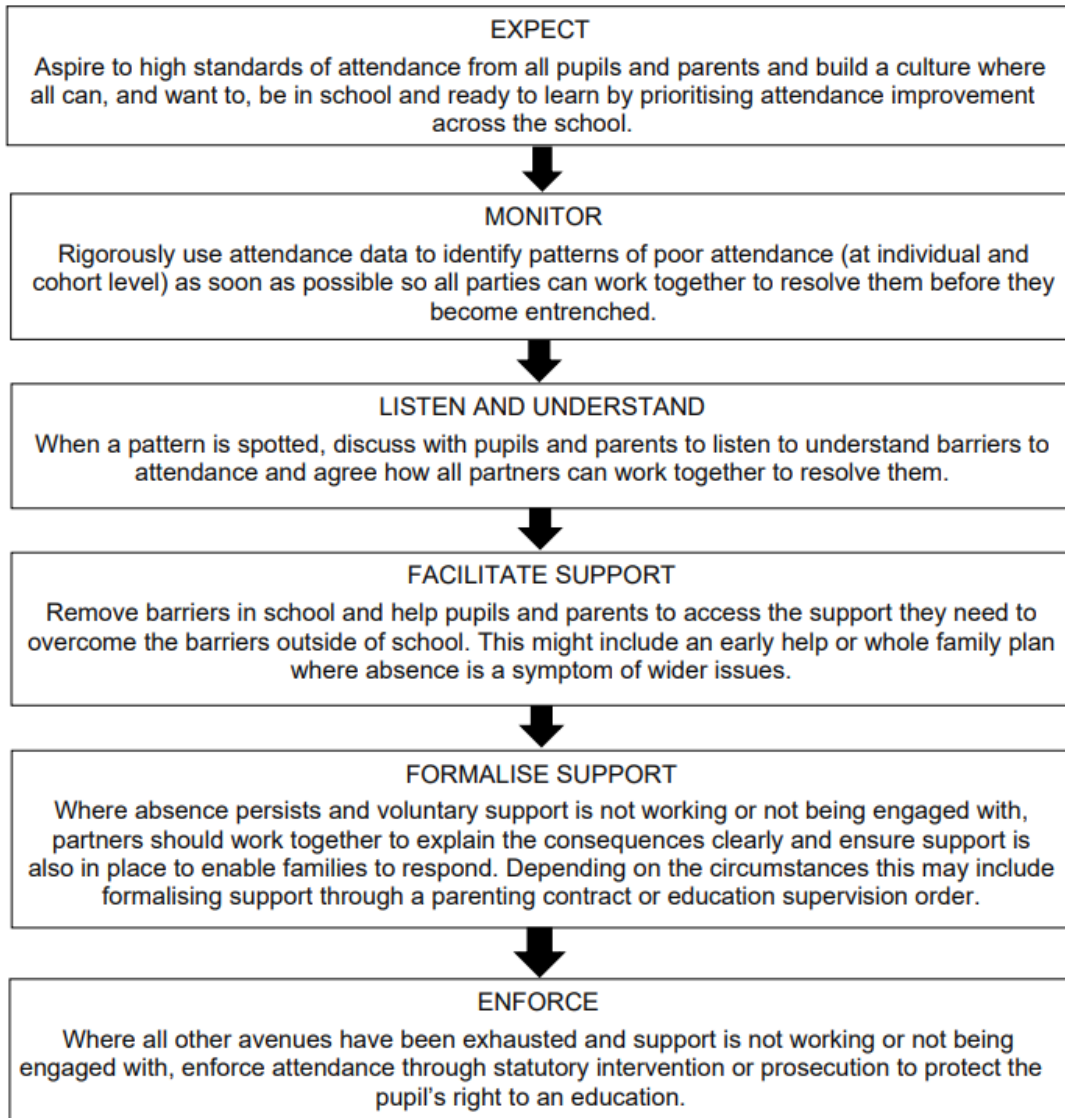 EXPECT
Aspire to high standards of attendance from all pupils and parents and build a culture where
all can, and want to, be in school and ready to learn by prioritising attendance improvement
across the school.
MONITOR
Rigorously use attendance data to identify patterns of poor attendance (at individual and
cohort level) as soon as possible so all parties can work together to resolve them before they
become entrenched.
LISTEN AND UNDERSTAND
When a pattern is spotted, discuss with pupils and parents to listen to understand barriers to
attendance and agree how all partners can work together to resolve them.
FACILITATE SUPPORT
Remove barriers in school and help pupils and parents to access the support they need to
overcome the barriers outside of school. This might include an early help or whole family plan
where absence is a symptom of wider issues.
FORMALISE SUPPORT
Where absence persists and voluntary support is not working or not being engaged with,
partners should work together to explain the consequences clearly and ensure support is
also in place to enable families to respond. Depending on the circumstances this may include
formalising support through a parenting contract or education supervision order.
ENFORCE
Where all other avenues have been exhausted and support is not working or not being
engaged with, enforce attendance through statutory intervention or prosecution to protect the
pupil's right to an education.